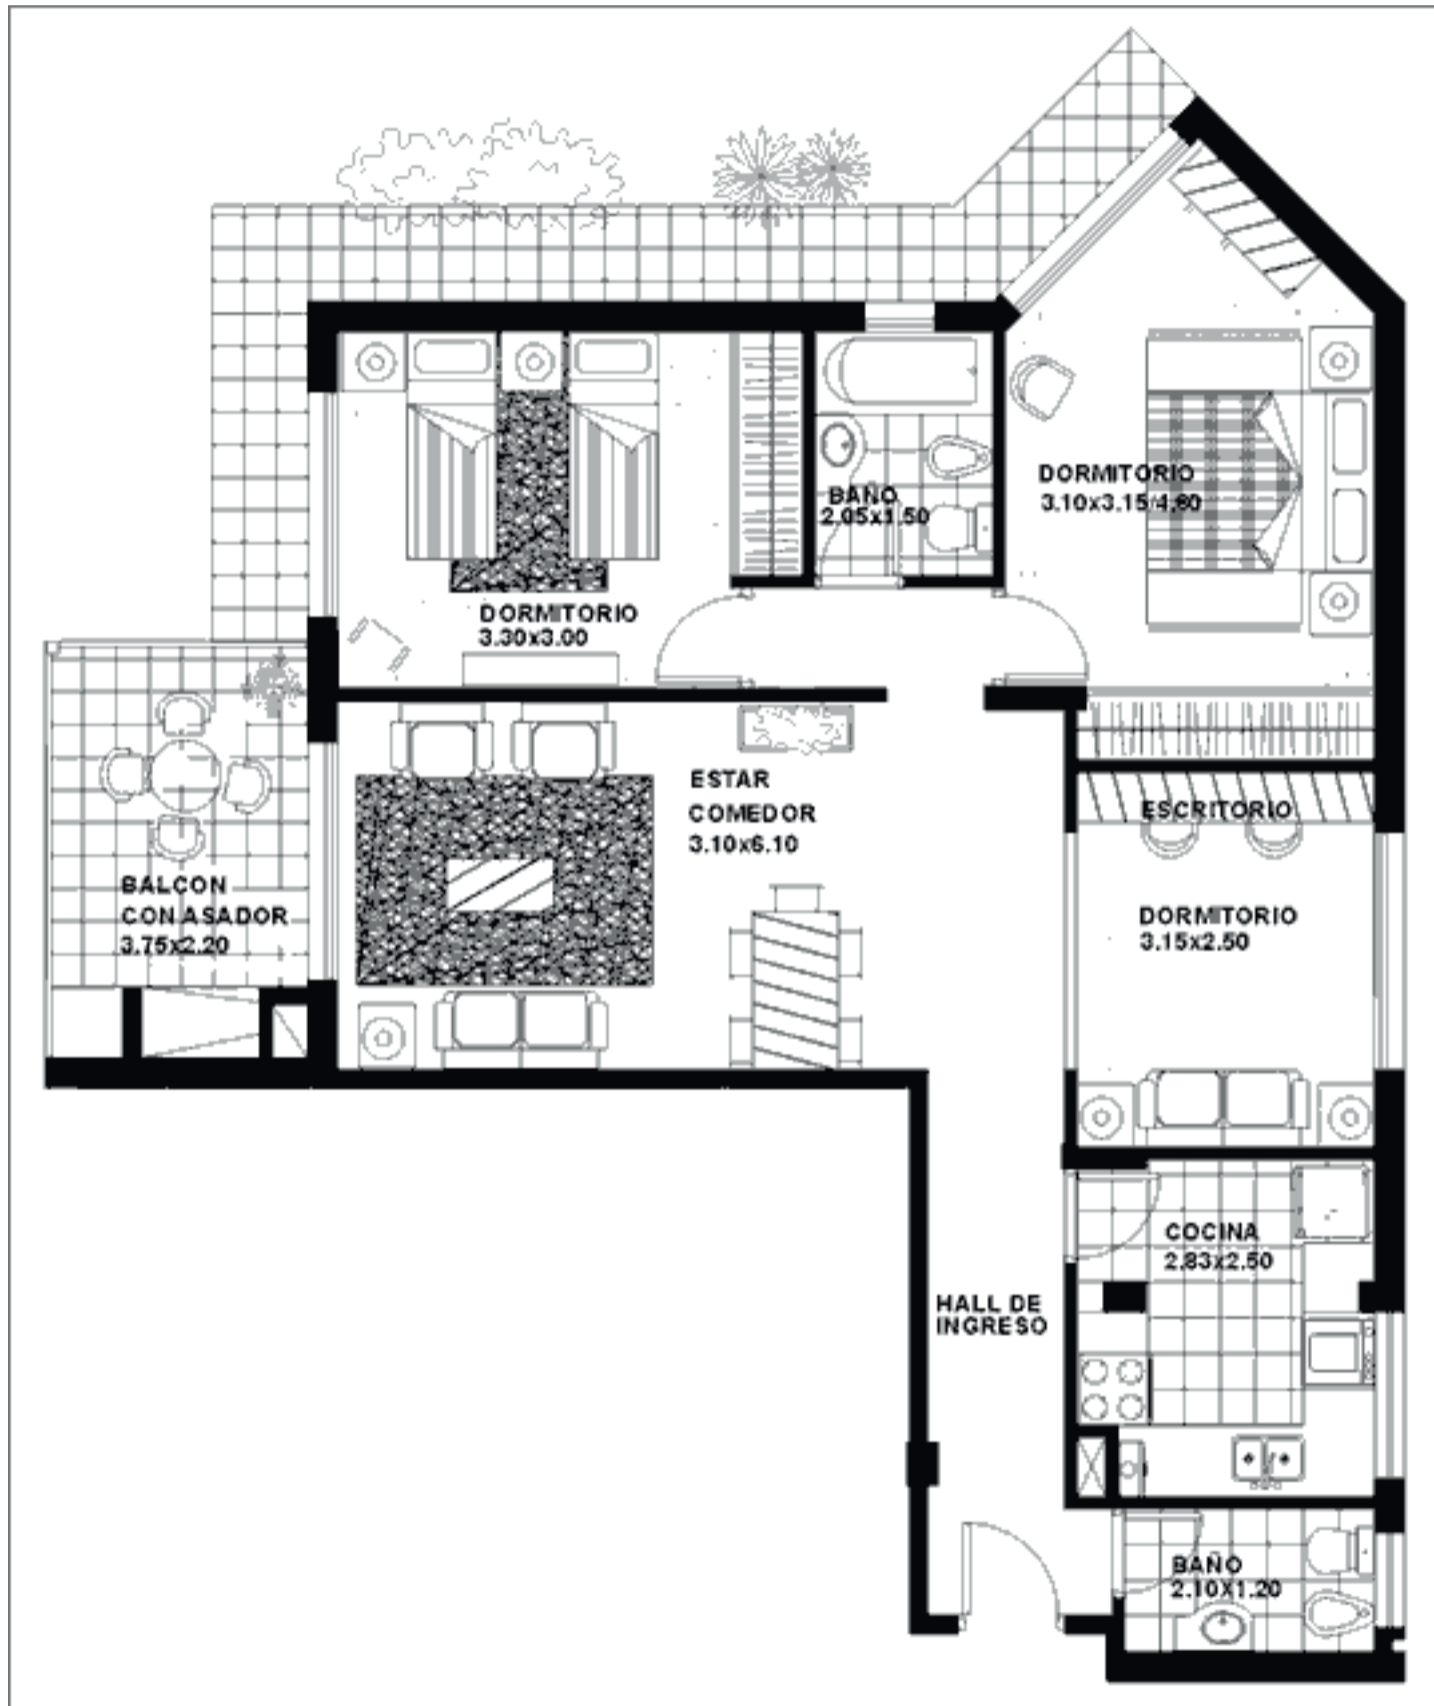 DORMITORIO
3.10x3.15/4.60
BAÑO
2.05x1.50
DORMITORIO
3.30x3.00
ESTAR
COMEDOR
3.10x6.10
ESCRITORIO
BALCON
CON ASADOR
3.75x2.20
DORMITORIO
3.15x2.50
COCINA
2.83x2.50
HALL DE
INGRESO
BAÑO
2.10x1.20